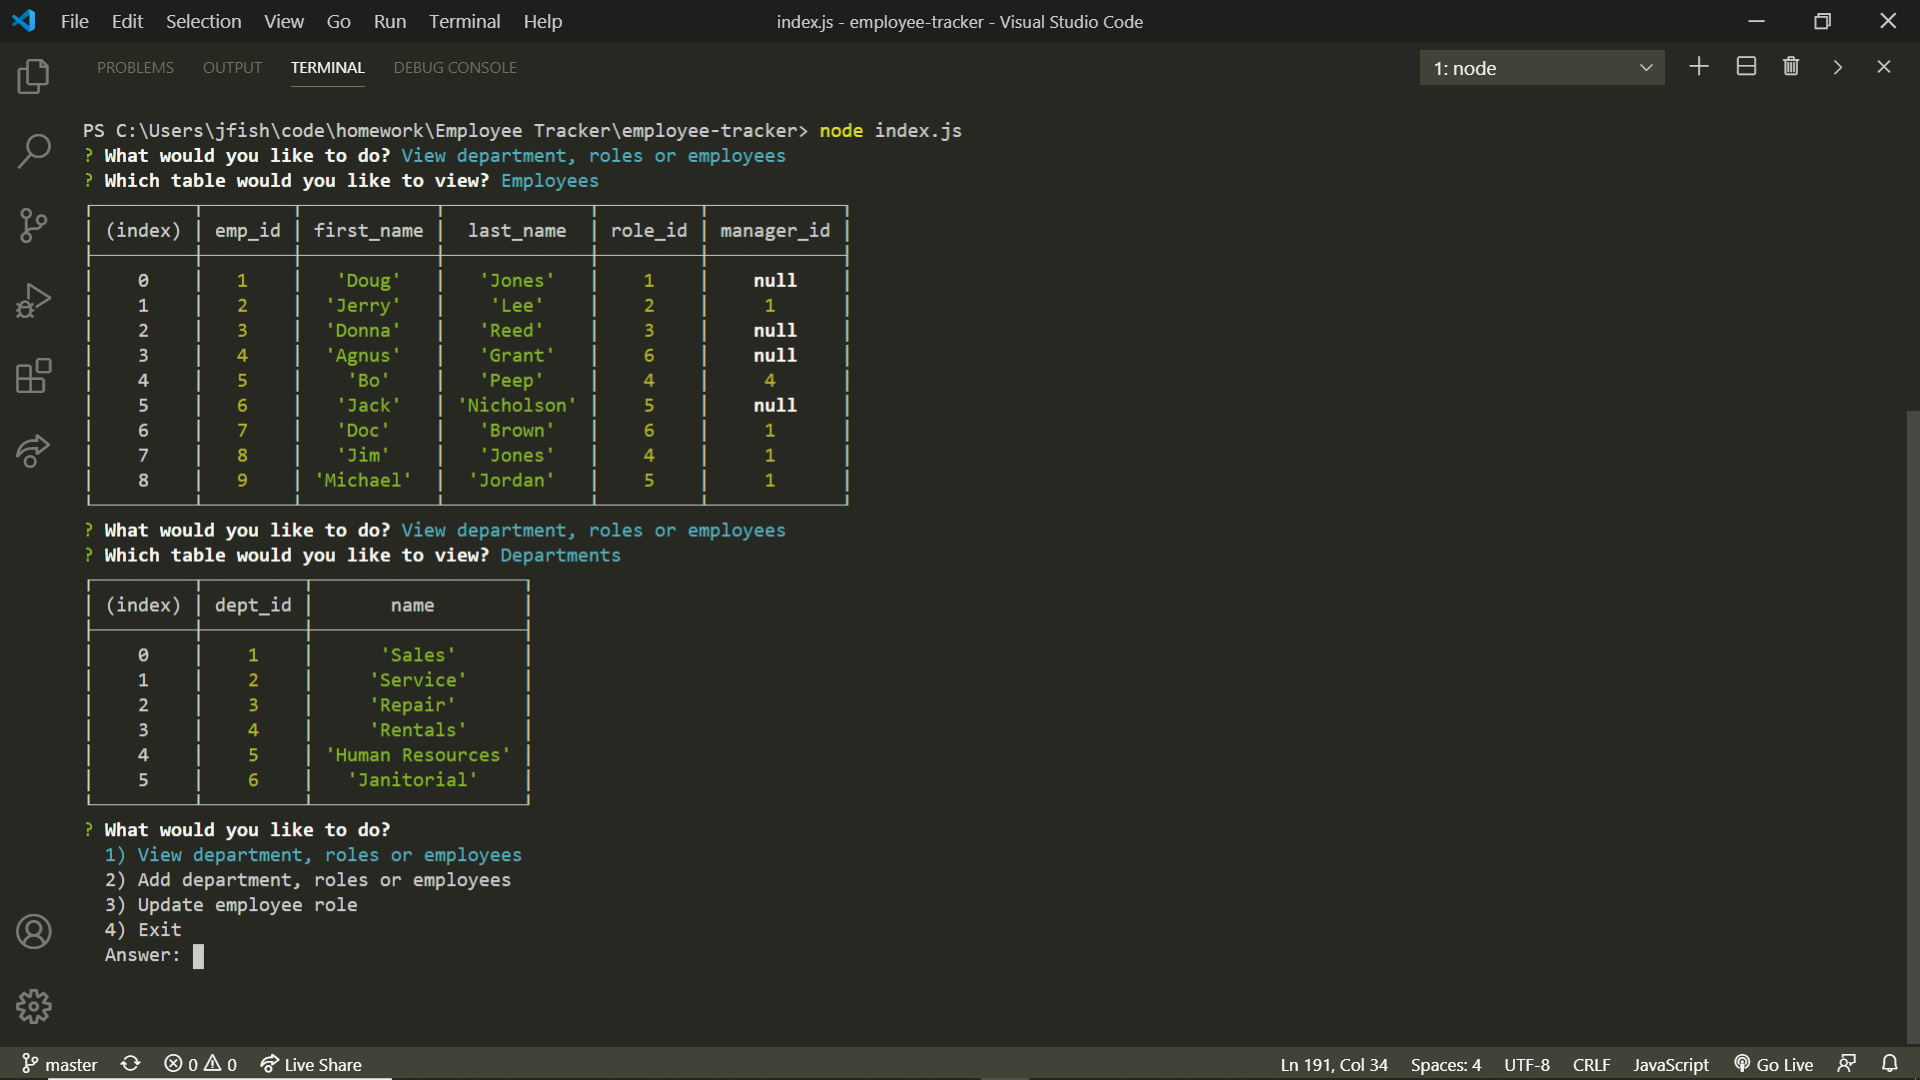 File Edit Selection View Go Run Terminal Help index.js - employee-tracker - Visual Studio Code
PROBLEMS OUTPUT TERMINAL DEBUG CONSOLE 1: node
PS C:\Users\jfish\code\homework\Employee Tracker\employee-tracker> node index.js
? What would you like to do? View department, roles or employees
? Which table would you like to view? Employees
(index) emp_id first_name last_name role_id manager_id
0 1 'Doug' 'Jones' 1 null
1 2 'Jerry' 'Lee' 2 1
2 3 'Donna' 'Reed' 3 null
3 4 'Agnus' 'Grant' 6 null
4 5 'Bo' 'Peep' 4 4
5 6 'Jack' 'Nicholson' 5 null
6 7 'Doc' 'Brown' 6 1
7 8 'Jim' 'Jones' 4 1
8 9 'Michael' 'Jordan' 5 1
? What would you like to do? View department, roles or employees
? Which table would you like to view? Departments
(index) dept_id name
0 1 'Sales'
1 2 'Service'
2 3 'Repair'
3 4 'Rentals'
4 5 'Human Resources'
5 6 'Janitorial'
? What would you like to do?
1) View department, roles or employees
2) Add department, roles or employees
3) Update employee role
4) Exit
Answer:
master 0 0 Live Share Ln 191, Col 34 Spaces: 4 UTF-8 CRLF JavaScript Go Live